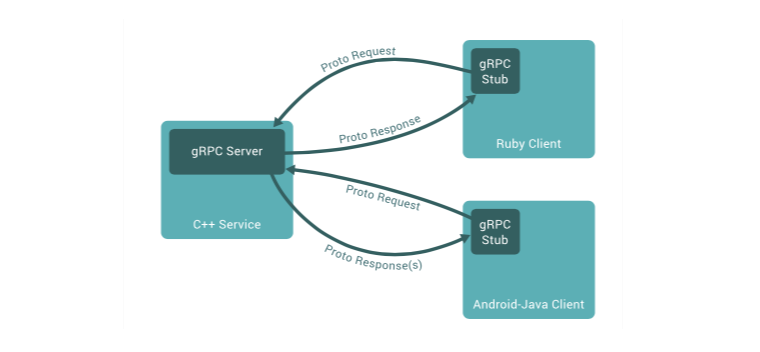 Proto Request
gRPC
Stub
Proto Response
Ruby Client
gRPC Server
C++ Service
Proto Request
gRPC
Stub
Proto Response(s)
Android-Java Client